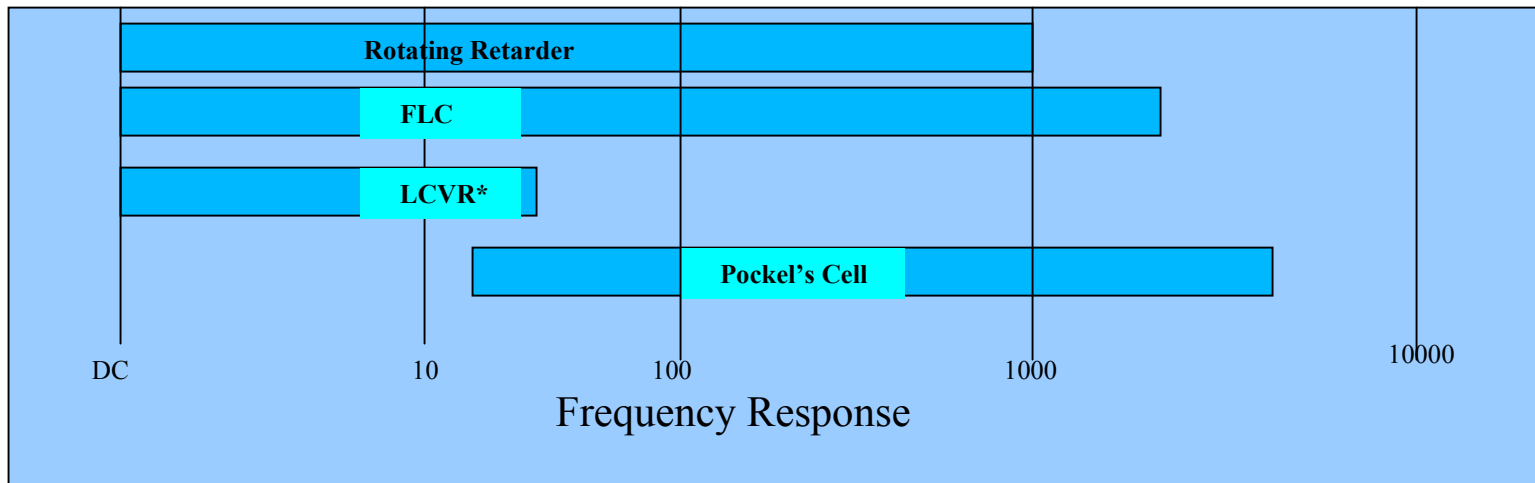 Rotating Retarder
FLC
LCVR*
Pockel’s Cell
DC 10 100 1000 10000
Frequency Response